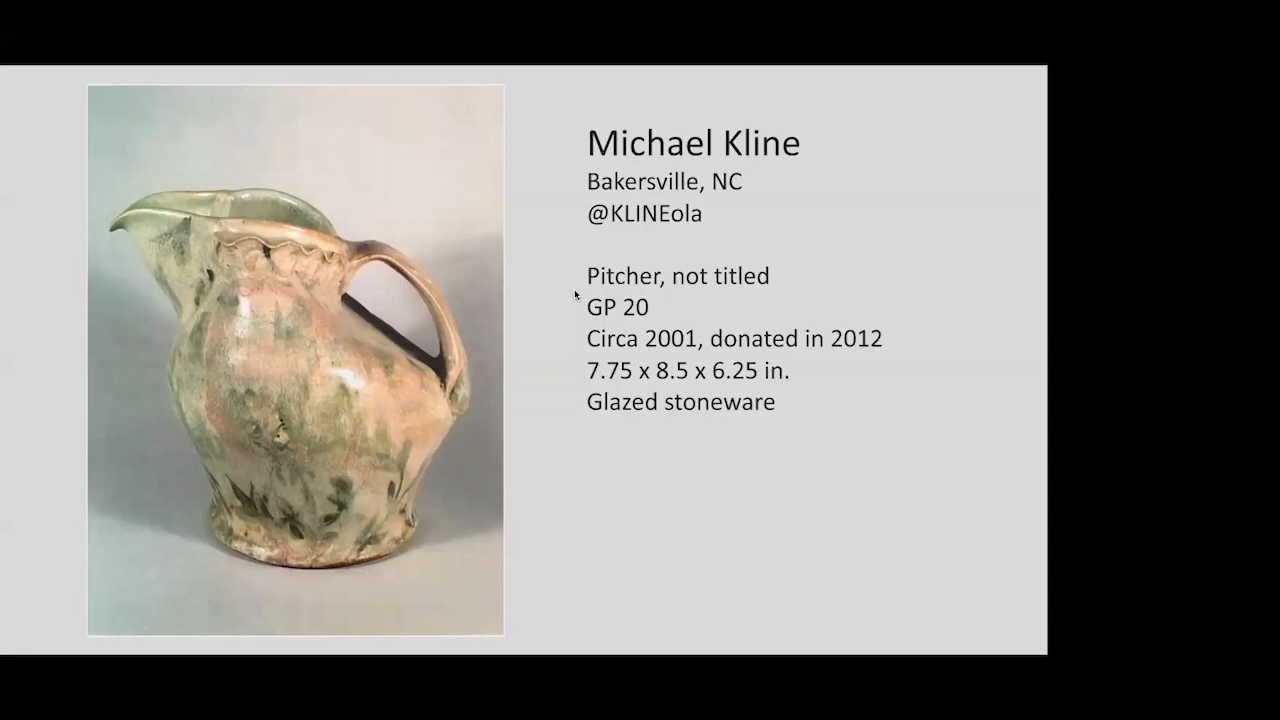 Michael Kline
Bakersville, NC
@KLINEola
Pitcher, not titled
GP 20
Circa 2001, donated in 2012
7.75 x 8.5 x 6.25 in.
Glazed stoneware